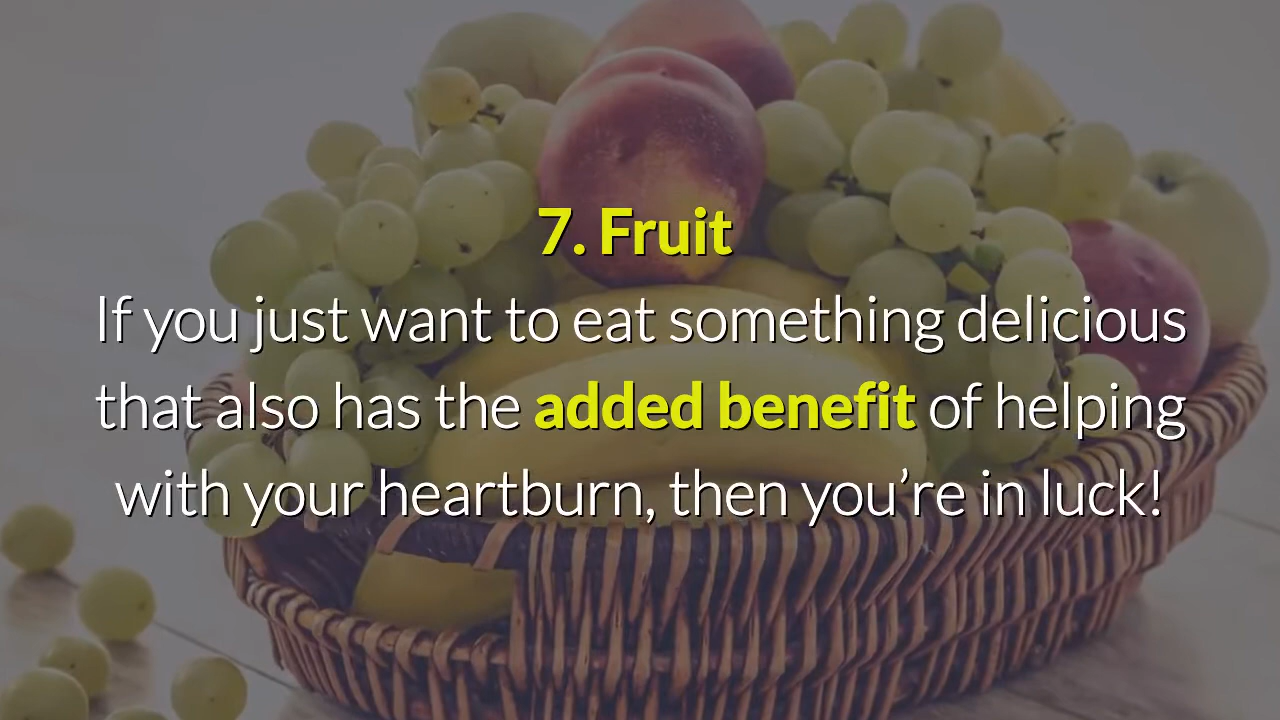 7. Fruit
If you just want to eat something delicious
that also has the added benefit of helping
with your heartburn, then you’re in luck!